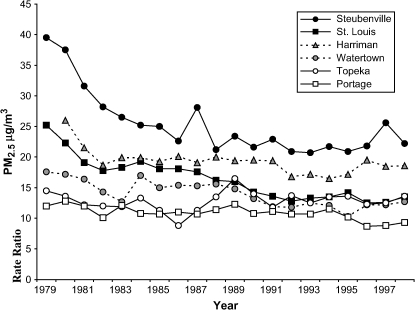 45
40
35
30
25
20
15
10
5
0
PM2.5 µg/m3
Rate Ratio
Steubenville
St. Louis
Harriman
Watertown
Topeka
Portage
1979 1981 1983 1985 1987 1989 1991 1993 1995 1997
Year